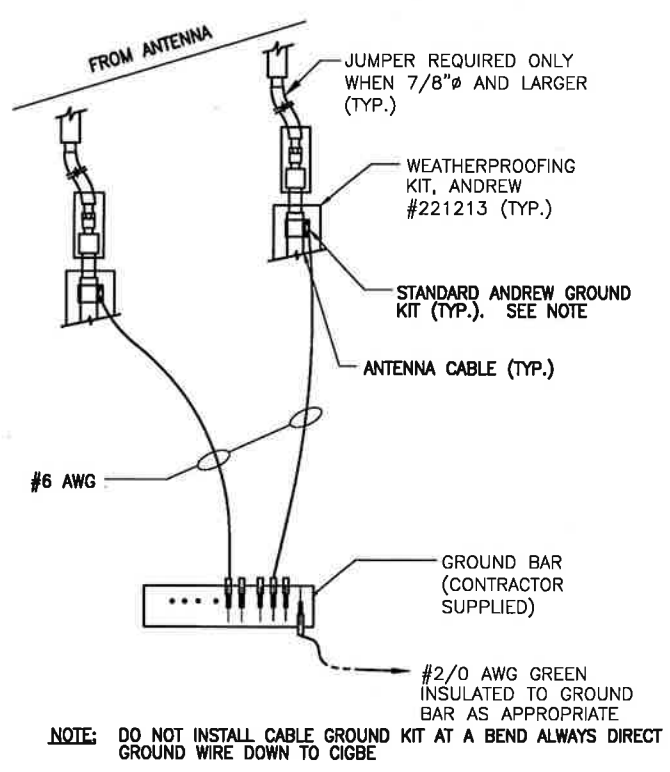 FROM ANTENNA
JUMPER REQUIRED ONLY
WHEN 7/8"ø AND LARGER
(TYP.)
WEATHERPROOFING
KIT, ANDREW
#221213 (TYP.)
STANDARD ANDREW GROUND
KIT (TYP.). SEE NOTE
ANTENNA CABLE (TYP.)
#6 AWG
GROUND BAR
(CONTRACTOR
SUPPLIED)
#2/0 AWG GREEN
INSULATED TO GROUND
BAR AS APPROPRIATE
NOTE: DO NOT INSTALL CABLE GROUND KIT AT A BEND ALWAYS DIRECT
GROUND WIRE DOWN TO CIGBE